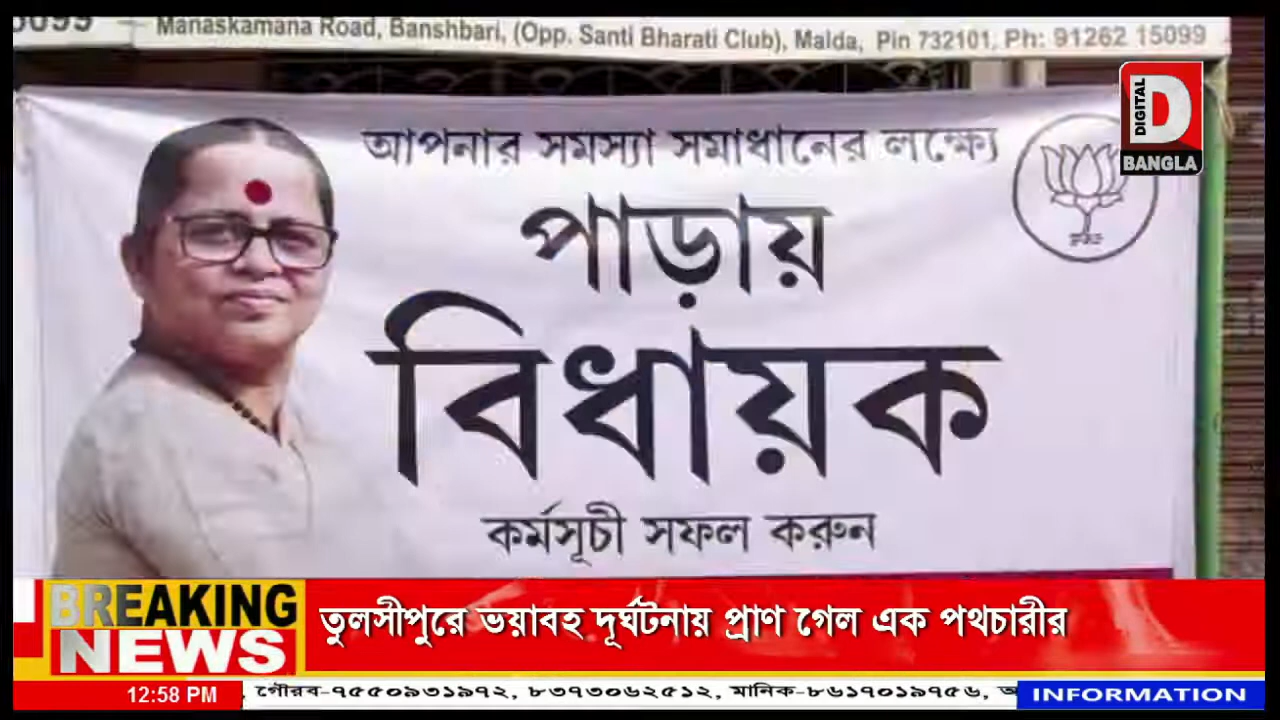 Manaskamana Road, Banshbari, (Opp. Santi Bharati Club), Malda, Pin 732101, Ph: 91262 15099
DIGITAL
D
BANGLA
আপনার সমস্যা সমাধানের লক্ষ্যে
পাড়ায়
বিধায়ক
কর্মসূচী সফল করুন
BREAKING
NEWS
তুলসীপুরে ভয়াবহ দূর্ঘটনায় প্রাণ গেল এক পথচারীর
12:58 PM
, গৌরব-৭৫৫০৯৩১৯৭২, ৮৩৭৩০৬২৫১২, মানিক-৮৬১৭০১৯৭৫৬,
INFORMATION